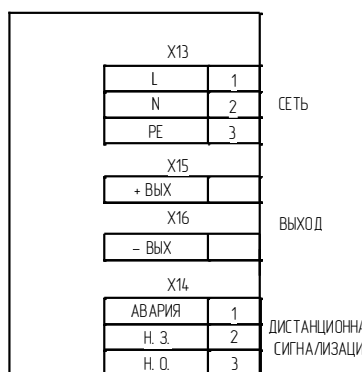 X13
L 1
N 2
PE 3
СЕТЬ
X15
+ ВЫХ
X16
– ВЫХ
ВЫХОД
X14
АВАРИЯ 1
Н. З. 2
Н. О. 3